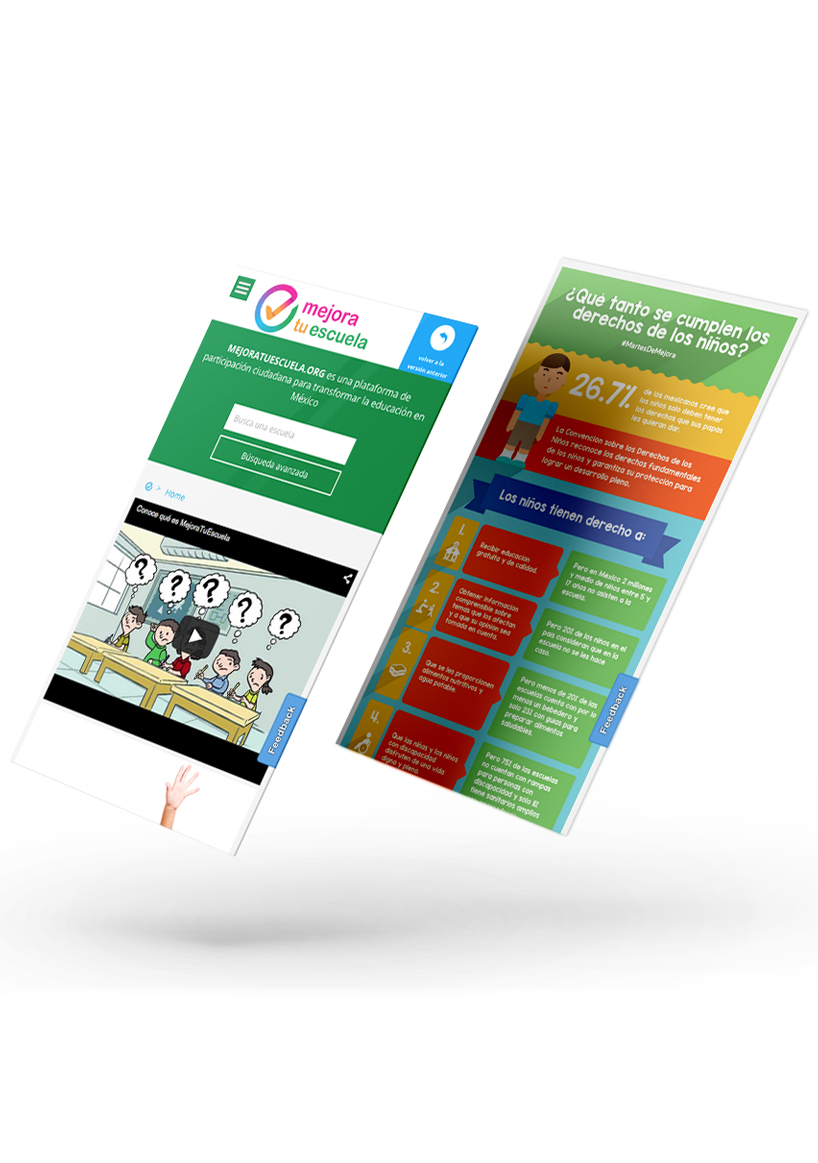 mejora
tu escuela
volver a la
versión anterior
MEJORATUESCUELA.ORG es una plataforma de
participación ciudadana para transformar la educación en
México
Busca una escuela
Búsqueda avanzada
> Home
Conoce qué es MejoraTuEscuela
? ? ? ? ?
Feedback
¿Qué tanto se cumplen los
derechos de los niños?
#MartesDeMejora
26.7%
de los mexicanos cree que
los niños solo deben tener
los derechos que sus papás
les quieran dar.
La Convención sobre los Derechos de los
Niños reconoce los derechos fundamentales
de los niños y garantiza su protección para
lograr un desarrollo pleno.
Los niños tienen derecho a:
1.
Recibir educación
gratuita y de calidad.
Pero en México 2 millones
y medio de niños entre 5 y
17 años no asisten a la
escuela.
2.
Obtener información
comprensible sobre
temas que los afectan
y a que su opinión sea
tomada en cuenta.
Pero 20% de los niños en el
país consideran que en la
escuela no se les hace
caso.
3.
Que se les proporcionen
alimentos nutritivos y
agua potable.
Pero menos de 20% de las
escuelas cuenta con por lo
menos un bebedero y
solo 23% con guías para
preparar alimentos
saludables.
4.
Que las niñas y los niños
con discapacidad
disfruten de una vida
digna y plena.
Pero 75% de las escuelas
no cuentan con rampas
para personas con
discapacidad y solo 11%
tiene sanitarios amplios
Feedback